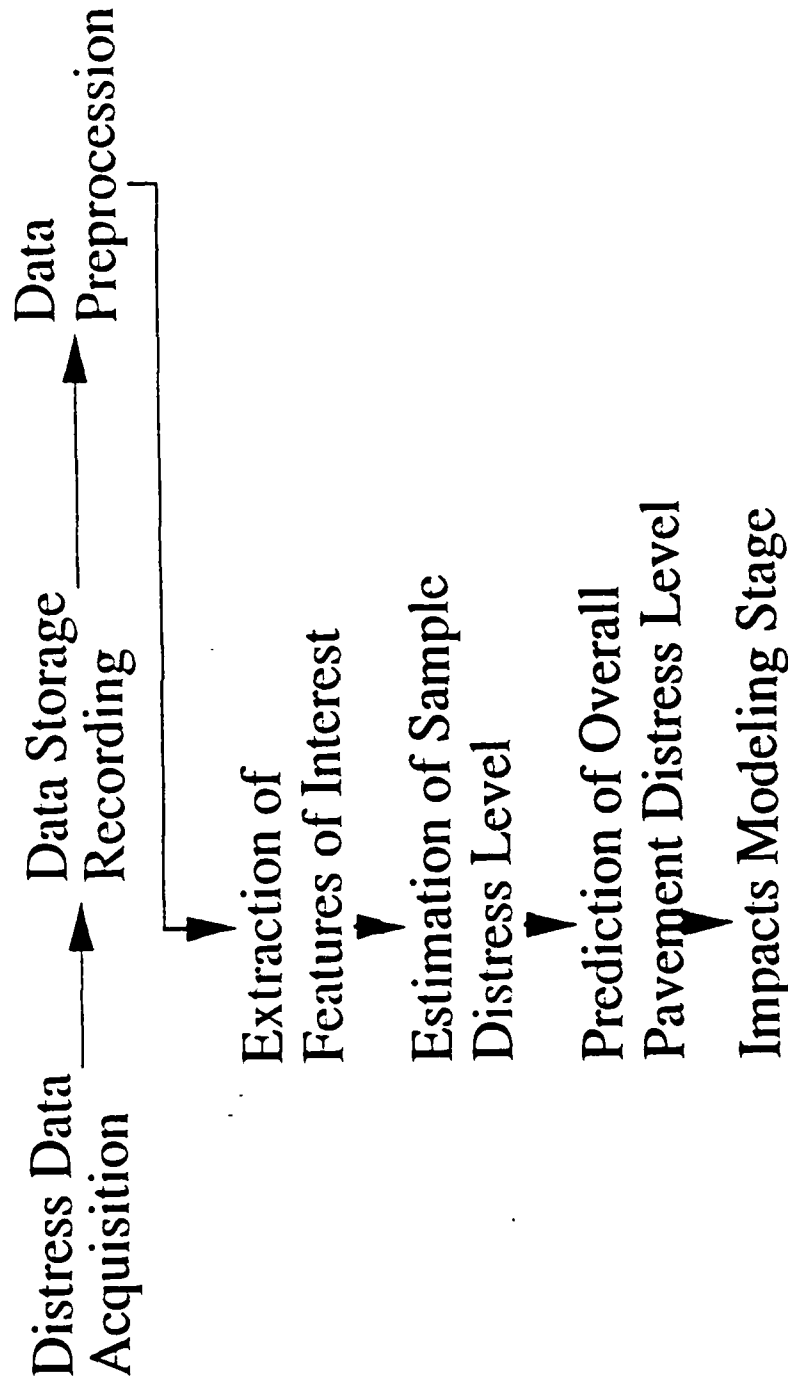 Distress Data
Acquisition
Data Storage
Recording
Data
Preprocession
Extraction of
Features of Interest
Estimation of Sample
Distress Level
Prediction of Overall
Pavement Distress Level
Impacts Modeling Stage